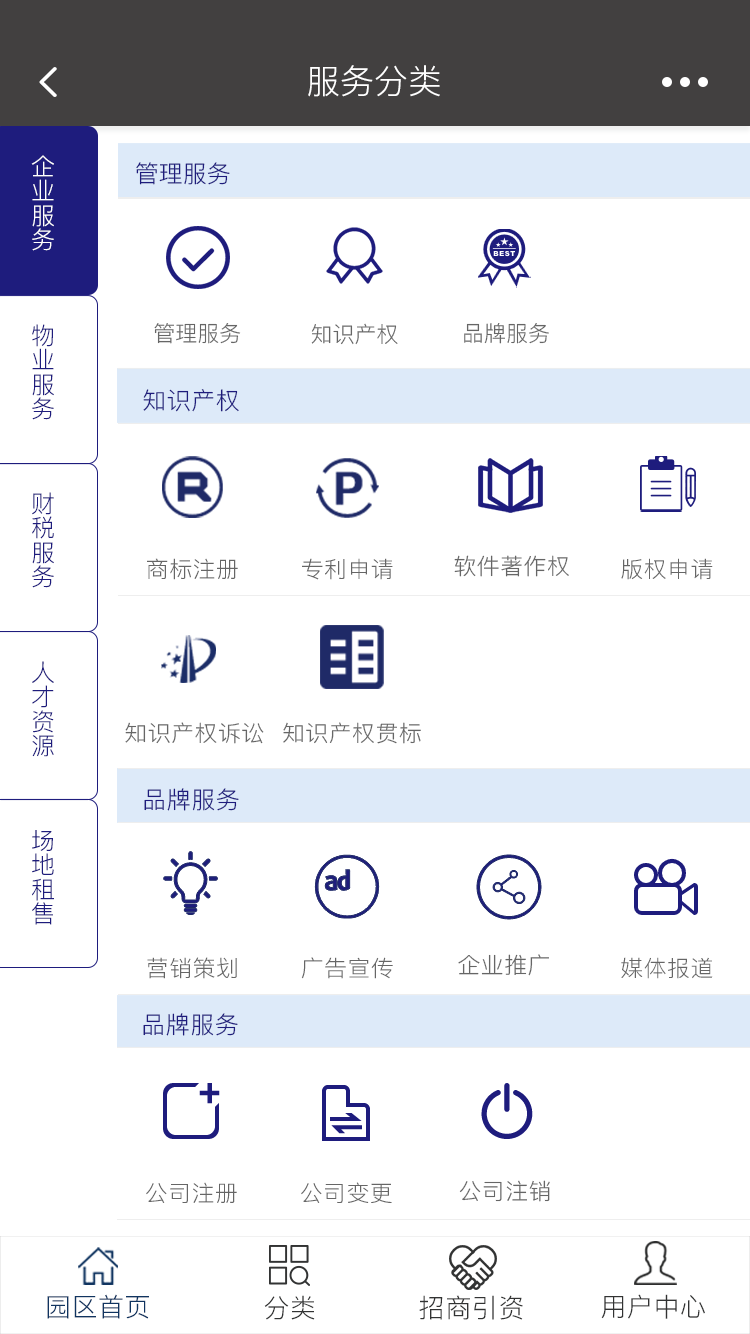 服务分类
企业服务
物业服务
财税服务
人才资源
场地租售
管理服务
管理服务 知识产权 品牌服务
BEST
知识产权
R P
商标注册 专利申请 软件著作权 版权申请
知识产权诉讼 知识产权贯标
品牌服务
ad
营销策划 广告宣传 企业推广 媒体报道
品牌服务
公司注册 公司变更 公司注销
园区首页 分类 招商引资 用户中心